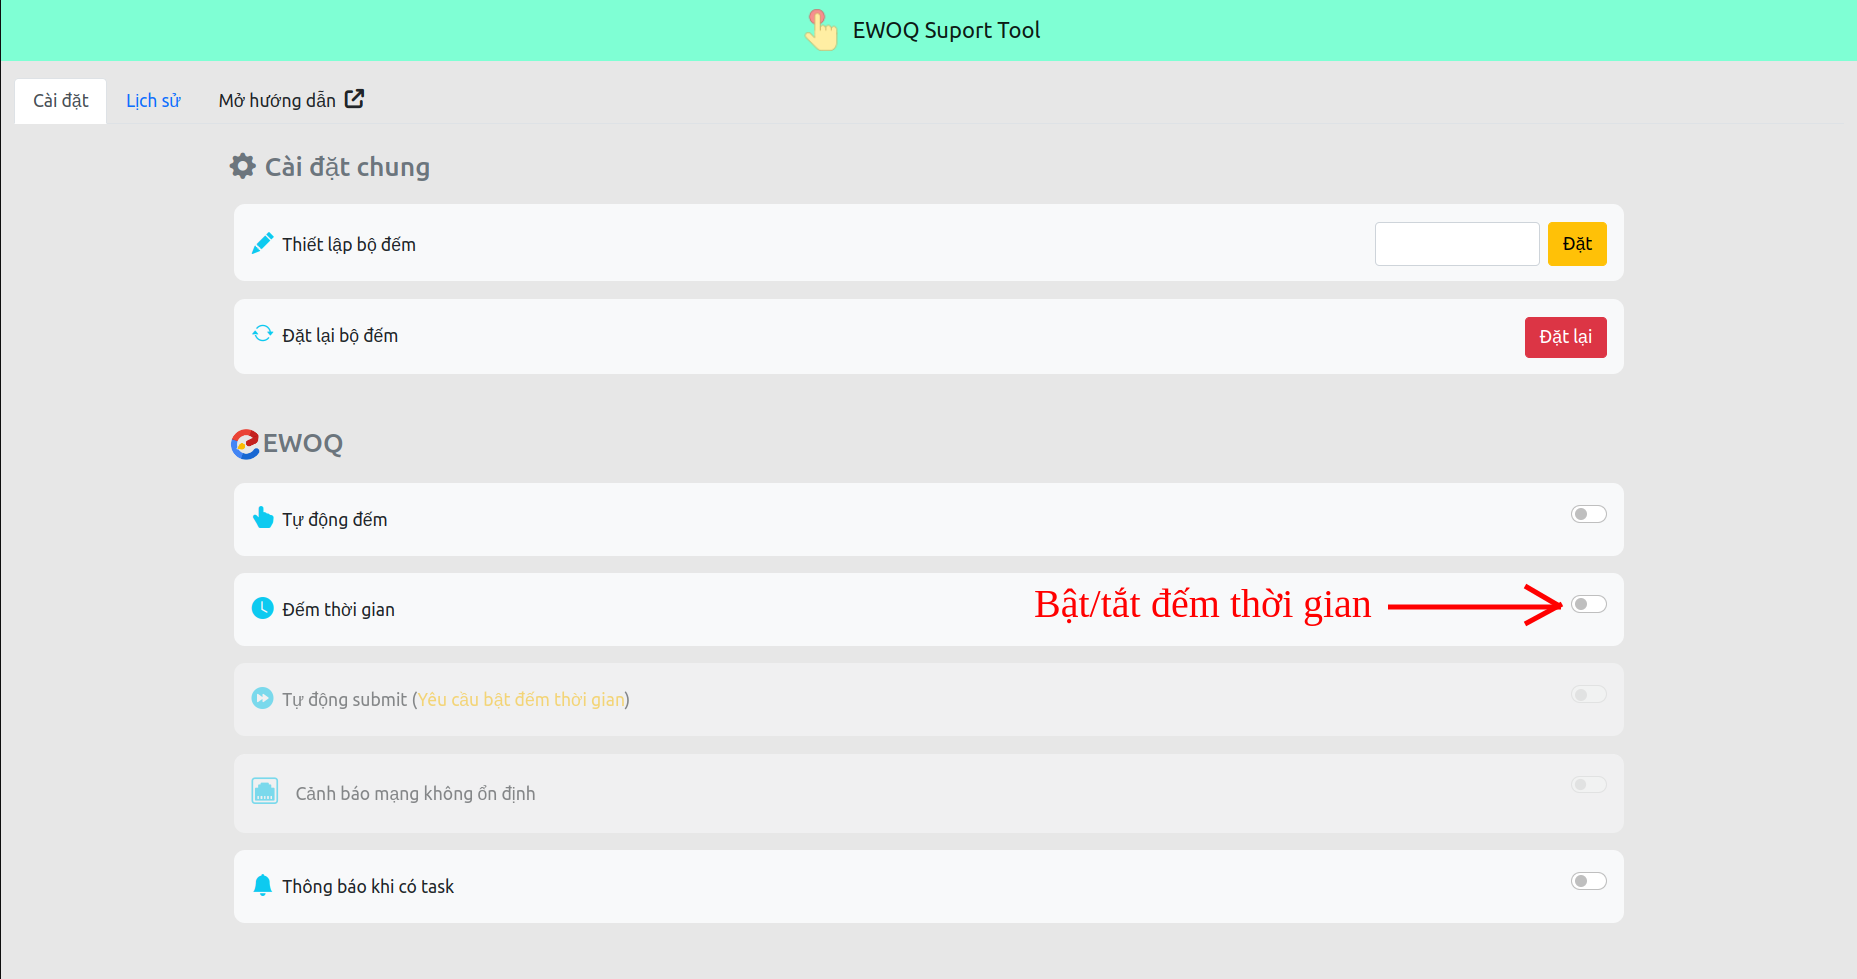 EWOQ Suport Tool
Cài đặt
Lịch sử
Mở hướng dẫn
Cài đặt chung
Thiết lập bộ đếm
Đặt
Đặt lại bộ đếm
Đặt lại
EWOQ
Tự động đếm
Đếm thời gian
Bật/tắt đếm thời gian
Tự động submit (Yêu cầu bật đếm thời gian)
Cảnh báo mạng không ổn định
Thông báo khi có task